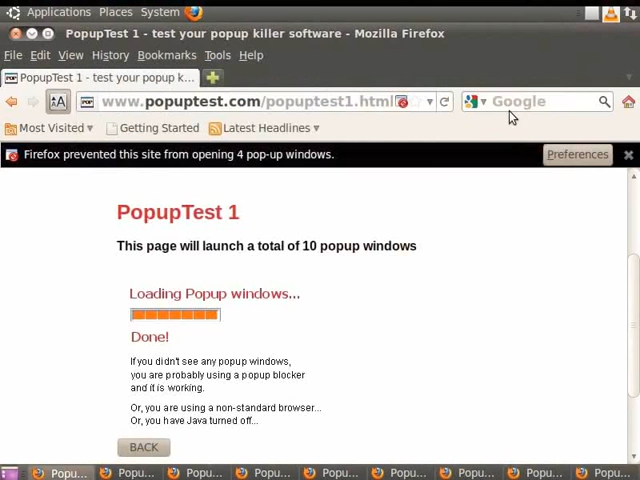 Applications Places System
PopupTest 1 - test your popup killer software - Mozilla Firefox
File Edit View History Bookmarks Tools Help
PopupTest 1 - test your popup k...
www.popuptest.com/popuptest1.html Google
Most Visited Getting Started Latest Headlines
Firefox prevented this site from opening 4 pop-up windows. Preferences
PopupTest 1
This page will launch a total of 10 popup windows
Loading Popup windows...
Done!
If you didn't see any popup windows,
you are probably using a popup blocker
and it is working.
Or, you are using a non-standard browser...
Or, you have Java turned off...
BACK
Popu... Popu... Popu... Popu... Popu... Popu... Popu... Popu... Popu...